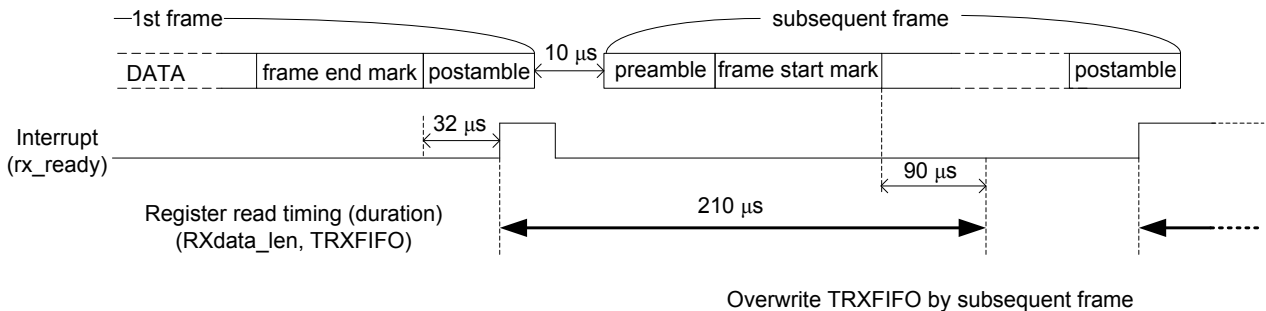 1st frame
subsequent frame
10 μs
DATA
frame end mark
postamble
preamble
frame start mark
postamble
32 μs
Interrupt
(rx_ready)
90 μs
210 μs
Register read timing (duration)
(RXdata_len, TRXFIFO)
Overwrite TRXFIFO by subsequent frame